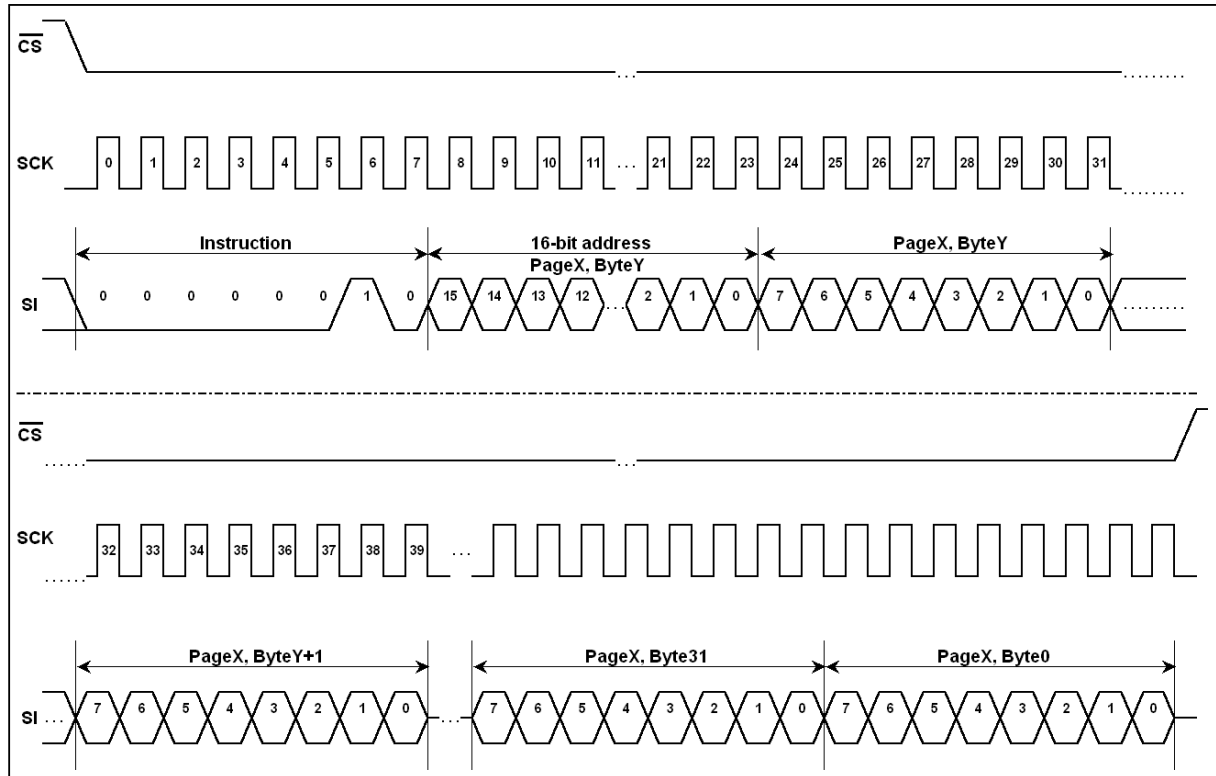 CS
...
.........
SCK
0 1 2 3 4 5 6 7 8 9 10 11 ... 21 22 23 24 25 26 27 28 29 30 31
.........
Instruction
16-bit address
PageX, ByteY
PageX, ByteY
SI
0 0 0 0 0 0 1 0 15 14 13 12 ... 2 1 0 7 6 5 4 3 2 1 0 .........
CS
......
...
SCK
32 33 34 35 36 37 38 39 ...
......
PageX, ByteY+1
PageX, Byte31
PageX, Byte0
SI ... 7 6 5 4 3 2 1 0 ... 7 6 5 4 3 2 1 0 7 6 5 4 3 2 1 0